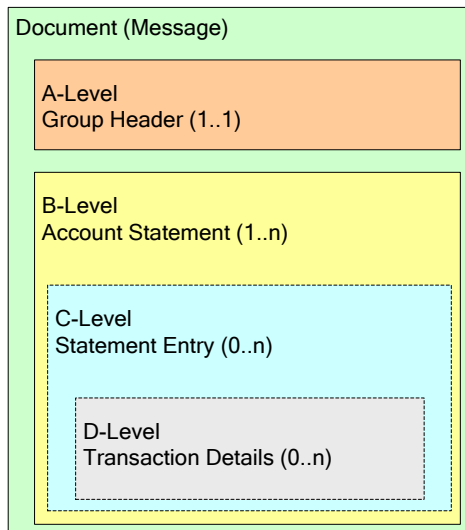 Document (Message)
A-Level
Group Header (1..1)
B-Level
Account Statement (1..n)
C-Level
Statement Entry (0..n)
D-Level
Transaction Details (0..n)